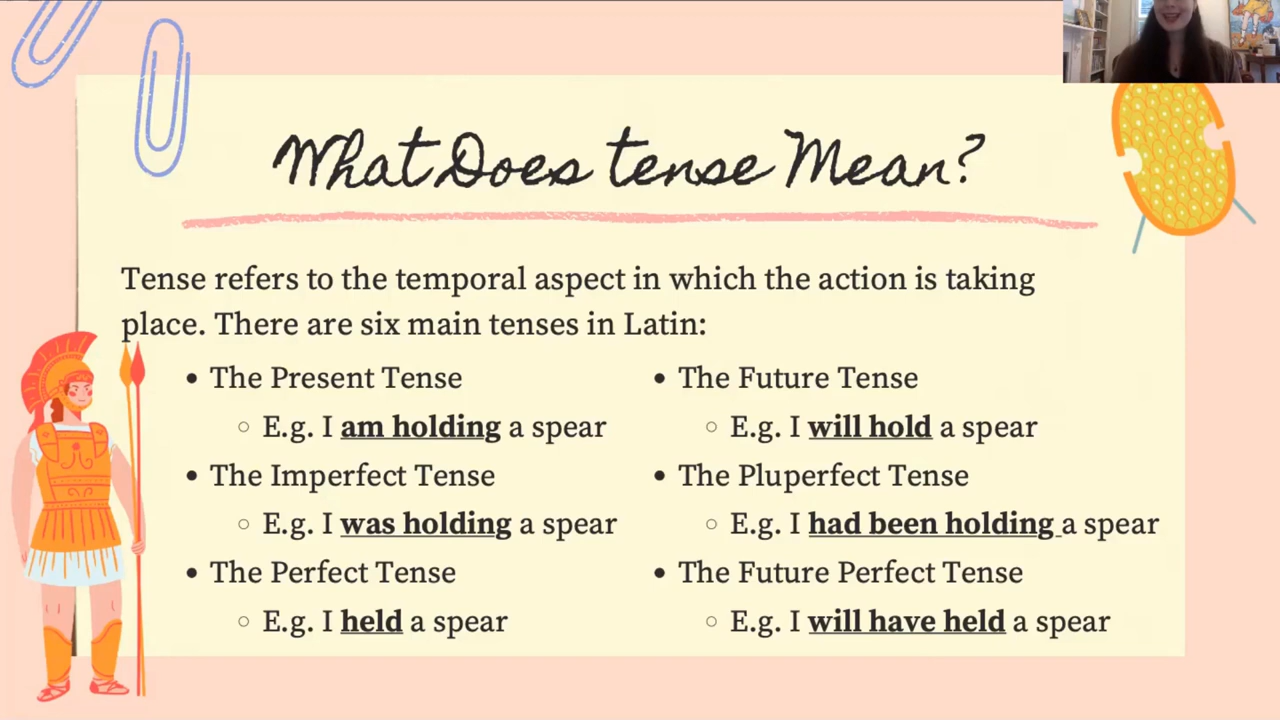 What Does tense Mean?
Tense refers to the temporal aspect in which the action is taking
place. There are six main tenses in Latin:
• The Present Tense
○ E.g. I am holding a spear
• The Imperfect Tense
○ E.g. I was holding a spear
• The Perfect Tense
○ E.g. I held a spear
• The Future Tense
○ E.g. I will hold a spear
• The Pluperfect Tense
○ E.g. I had been holding a spear
• The Future Perfect Tense
○ E.g. I will have held a spear